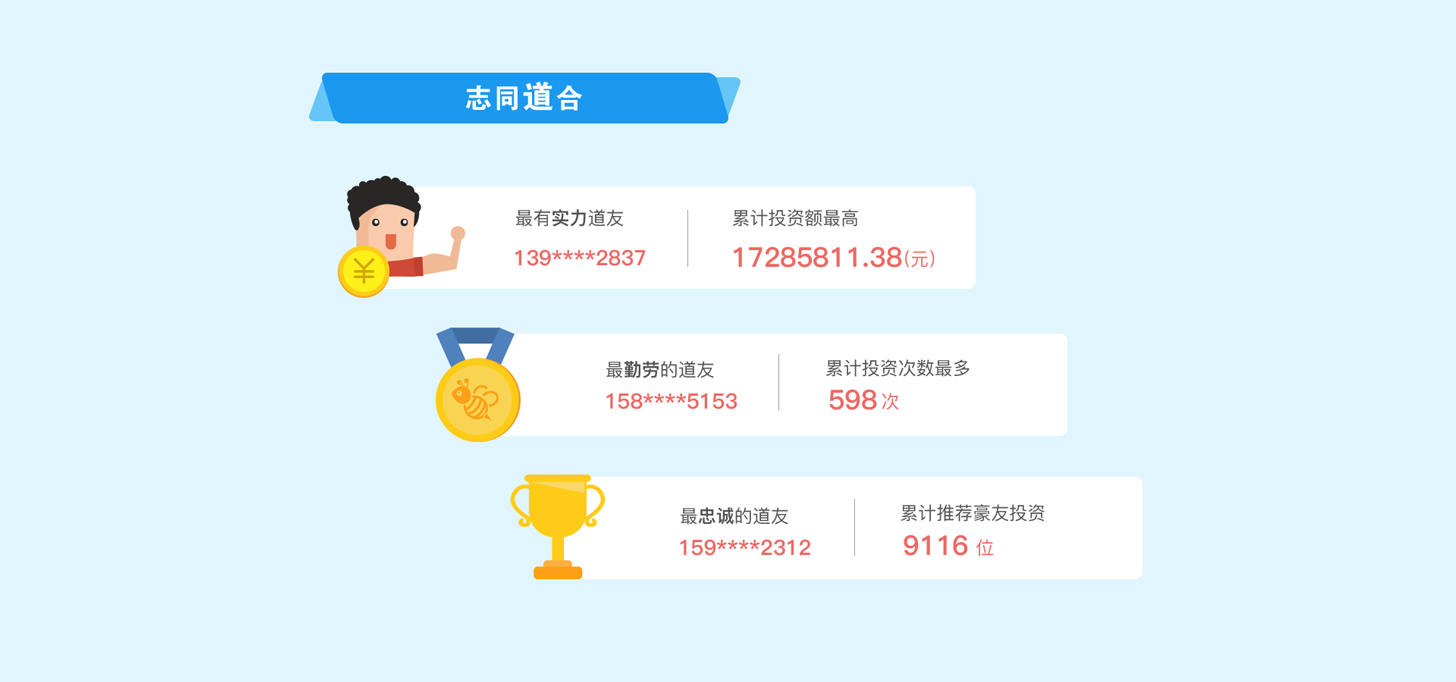 志同道合
最有实力道友
139****2837
累计投资额最高
17285811.38(元)
¥
最勤劳的道友
158****5153
累计投资次数最多
598 次
最忠诚的道友
159****2312
累计推荐豪友投资
9116 位